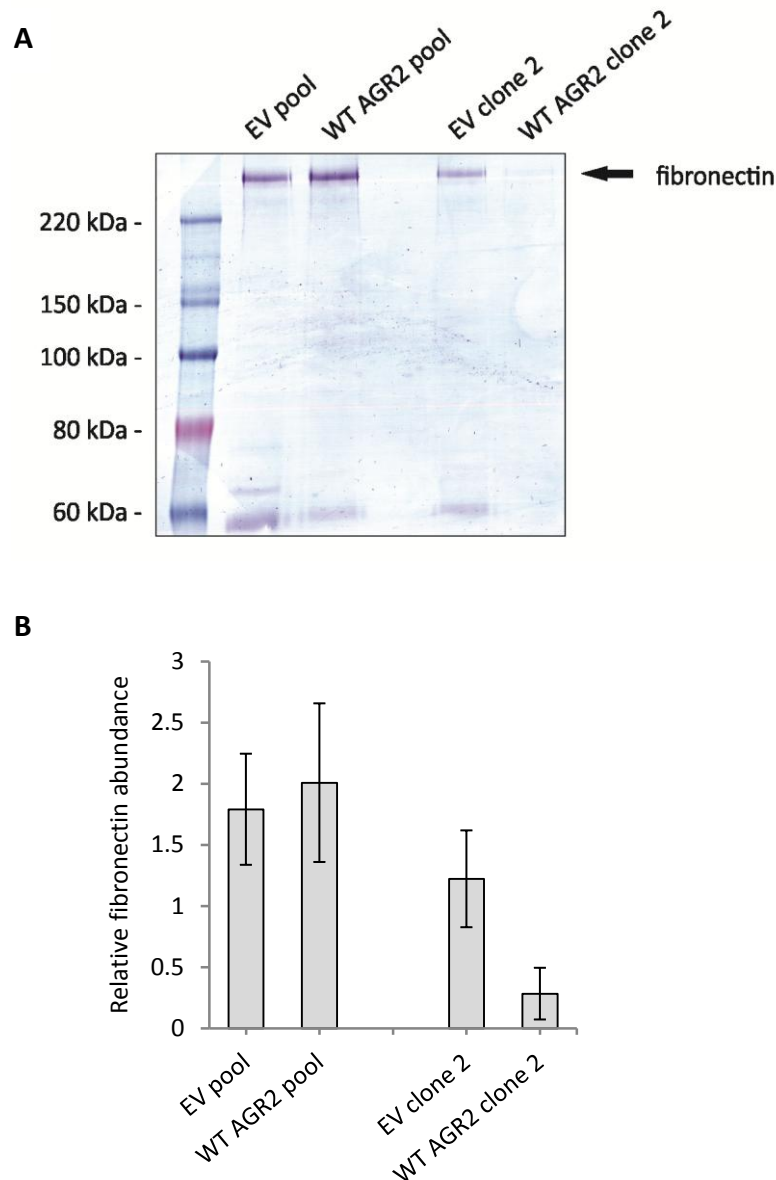 A
EV pool
WT AGR2 pool
EV clone 2
WT AGR2 clone 2
fibronectin
220 kDa -
150 kDa -
100 kDa -
80 kDa -
60 kDa -
B
Relative fibronectin abundance
3
2.5
2
1.5
1
0.5
0
EV pool
WT AGR2 pool
EV clone 2
WT AGR2 clone 2